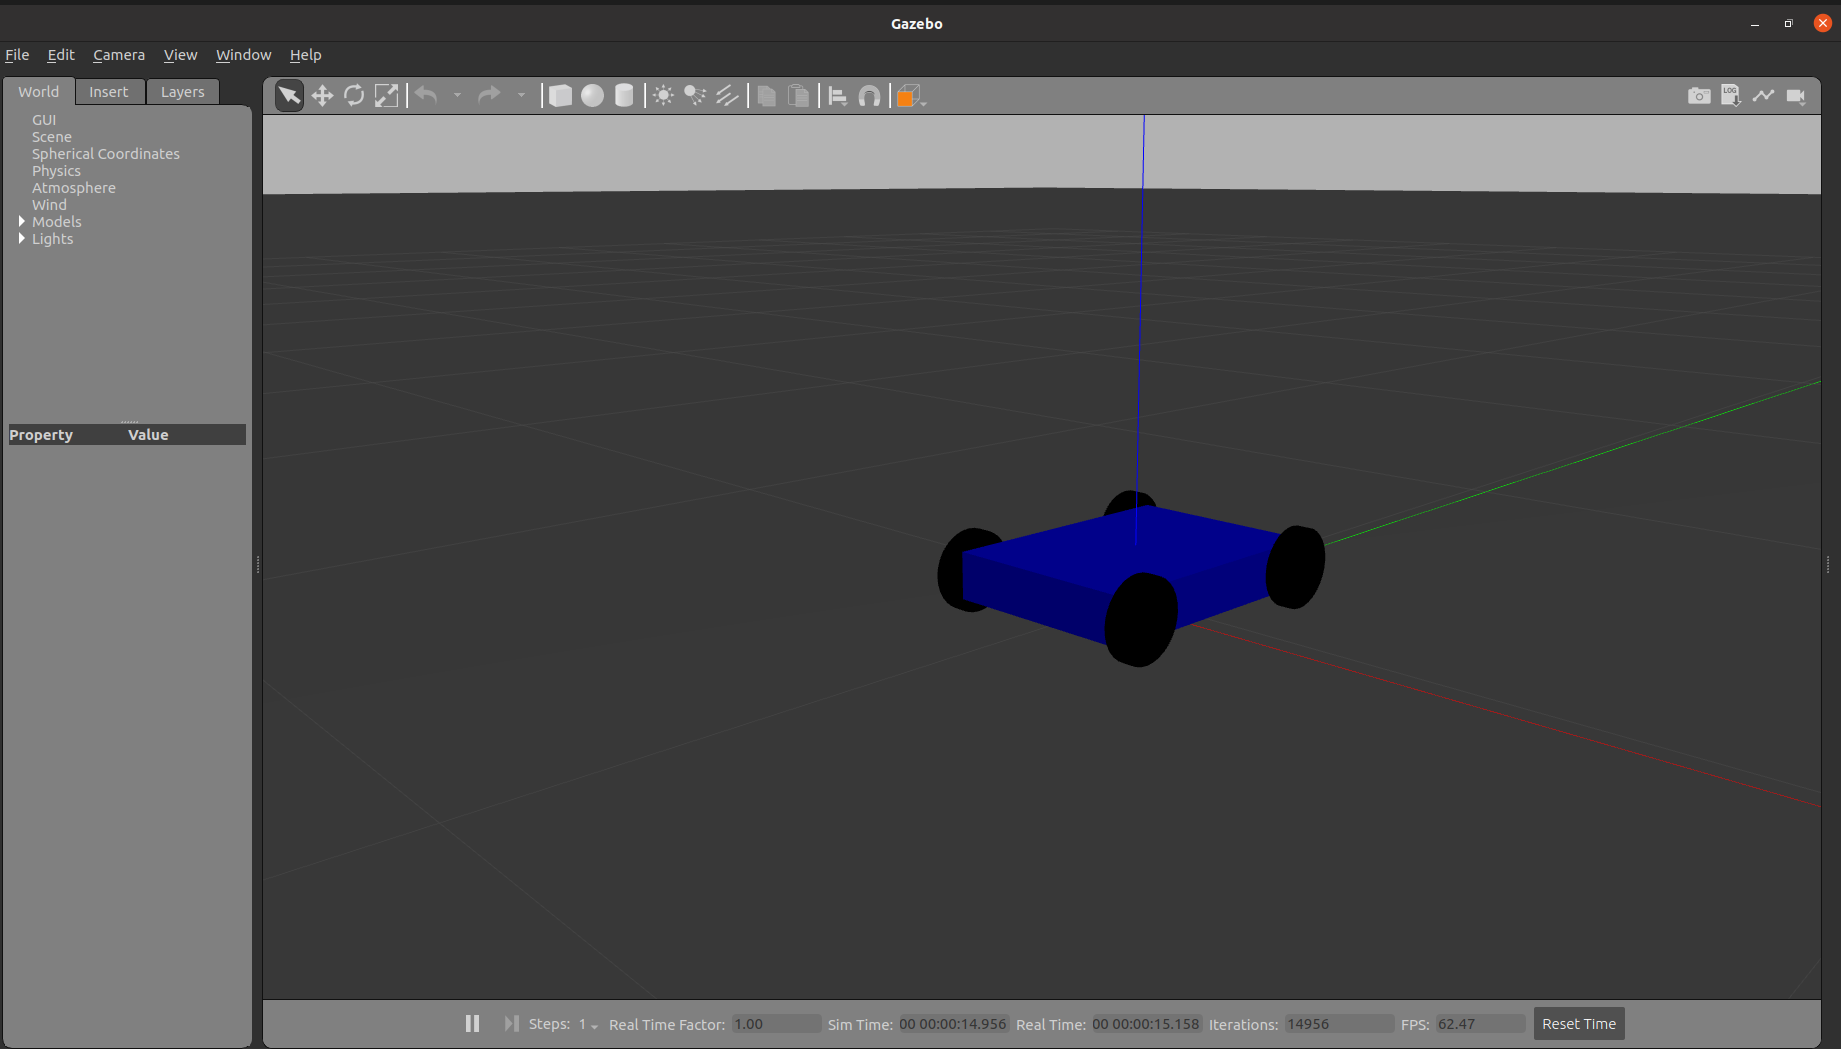 Gazebo
File Edit Camera View Window Help
World Insert Layers
LOG
GUI
Scene
Spherical Coordinates
Physics
Atmosphere
Wind
Models
Lights
Property Value
Steps: 1 Real Time Factor: 1.00 Sim Time: 00 00:00:14.956 Real Time: 00 00:00:15.158 Iterations: 14956 FPS: 62.47 Reset Time